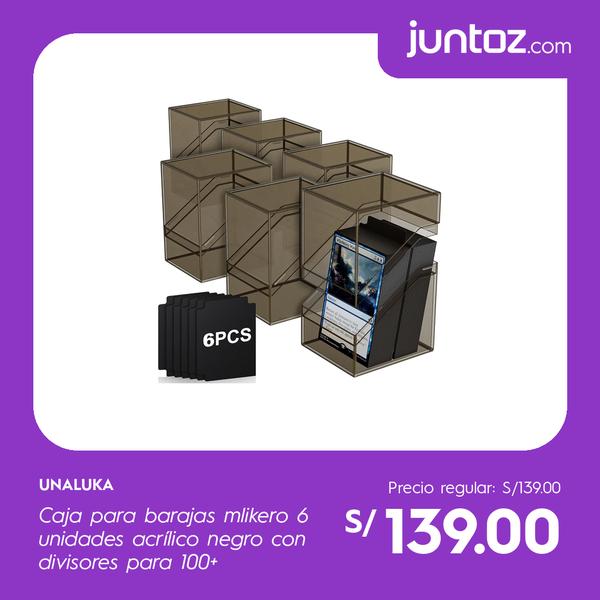 juntoz.com
6PCS
UNALUKA
Precio regular: S/139.00
Caja para barajas mlikero 6
unidades acrílico negro con
divisores para 100+
S/139.00